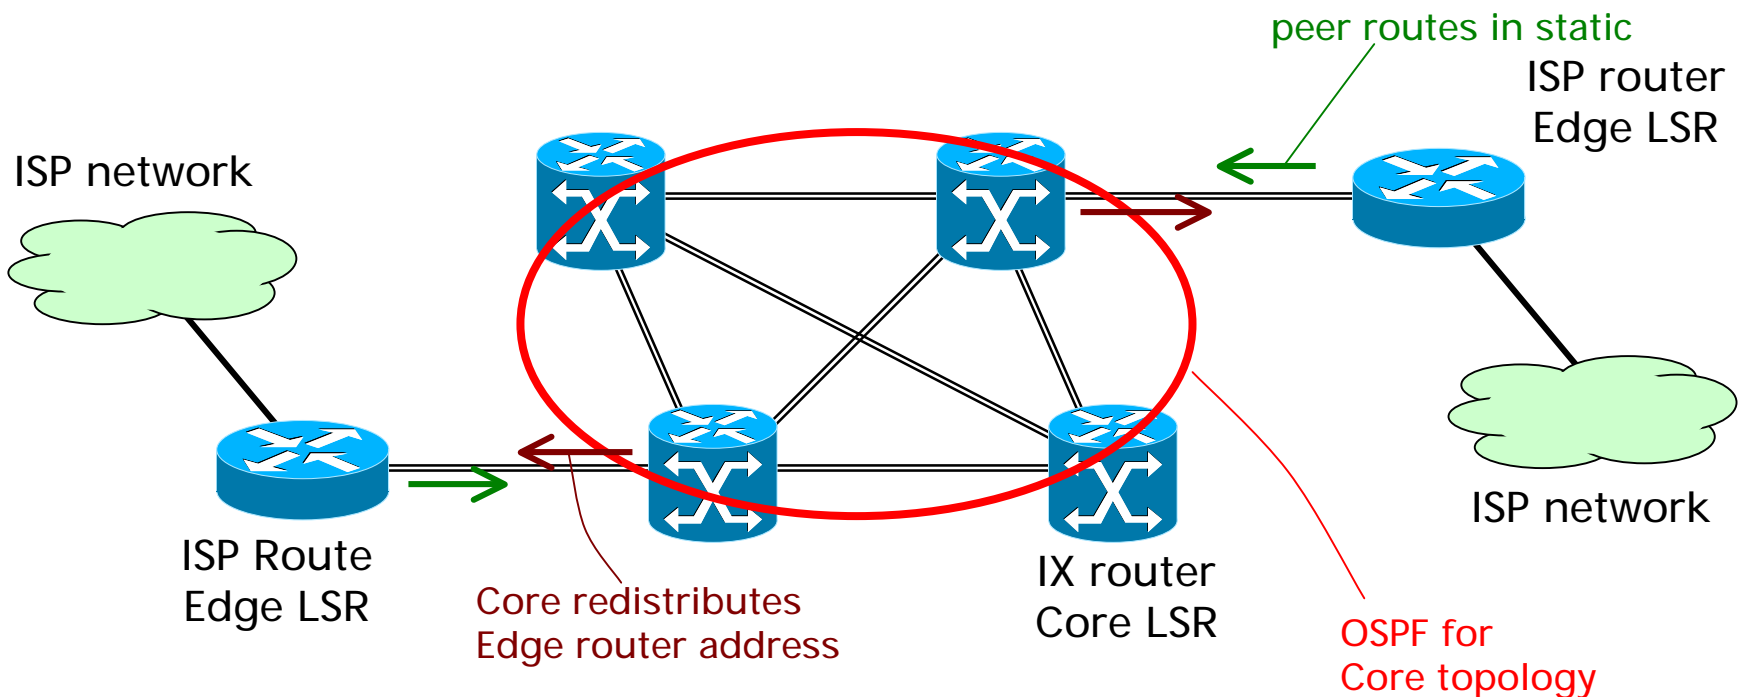 peer routes in static
ISP router
Edge LSR
ISP network
ISP Route
Edge LSR
Core redistributes
Edge router address
IX router
Core LSR
OSPF for
Core topology
ISP network